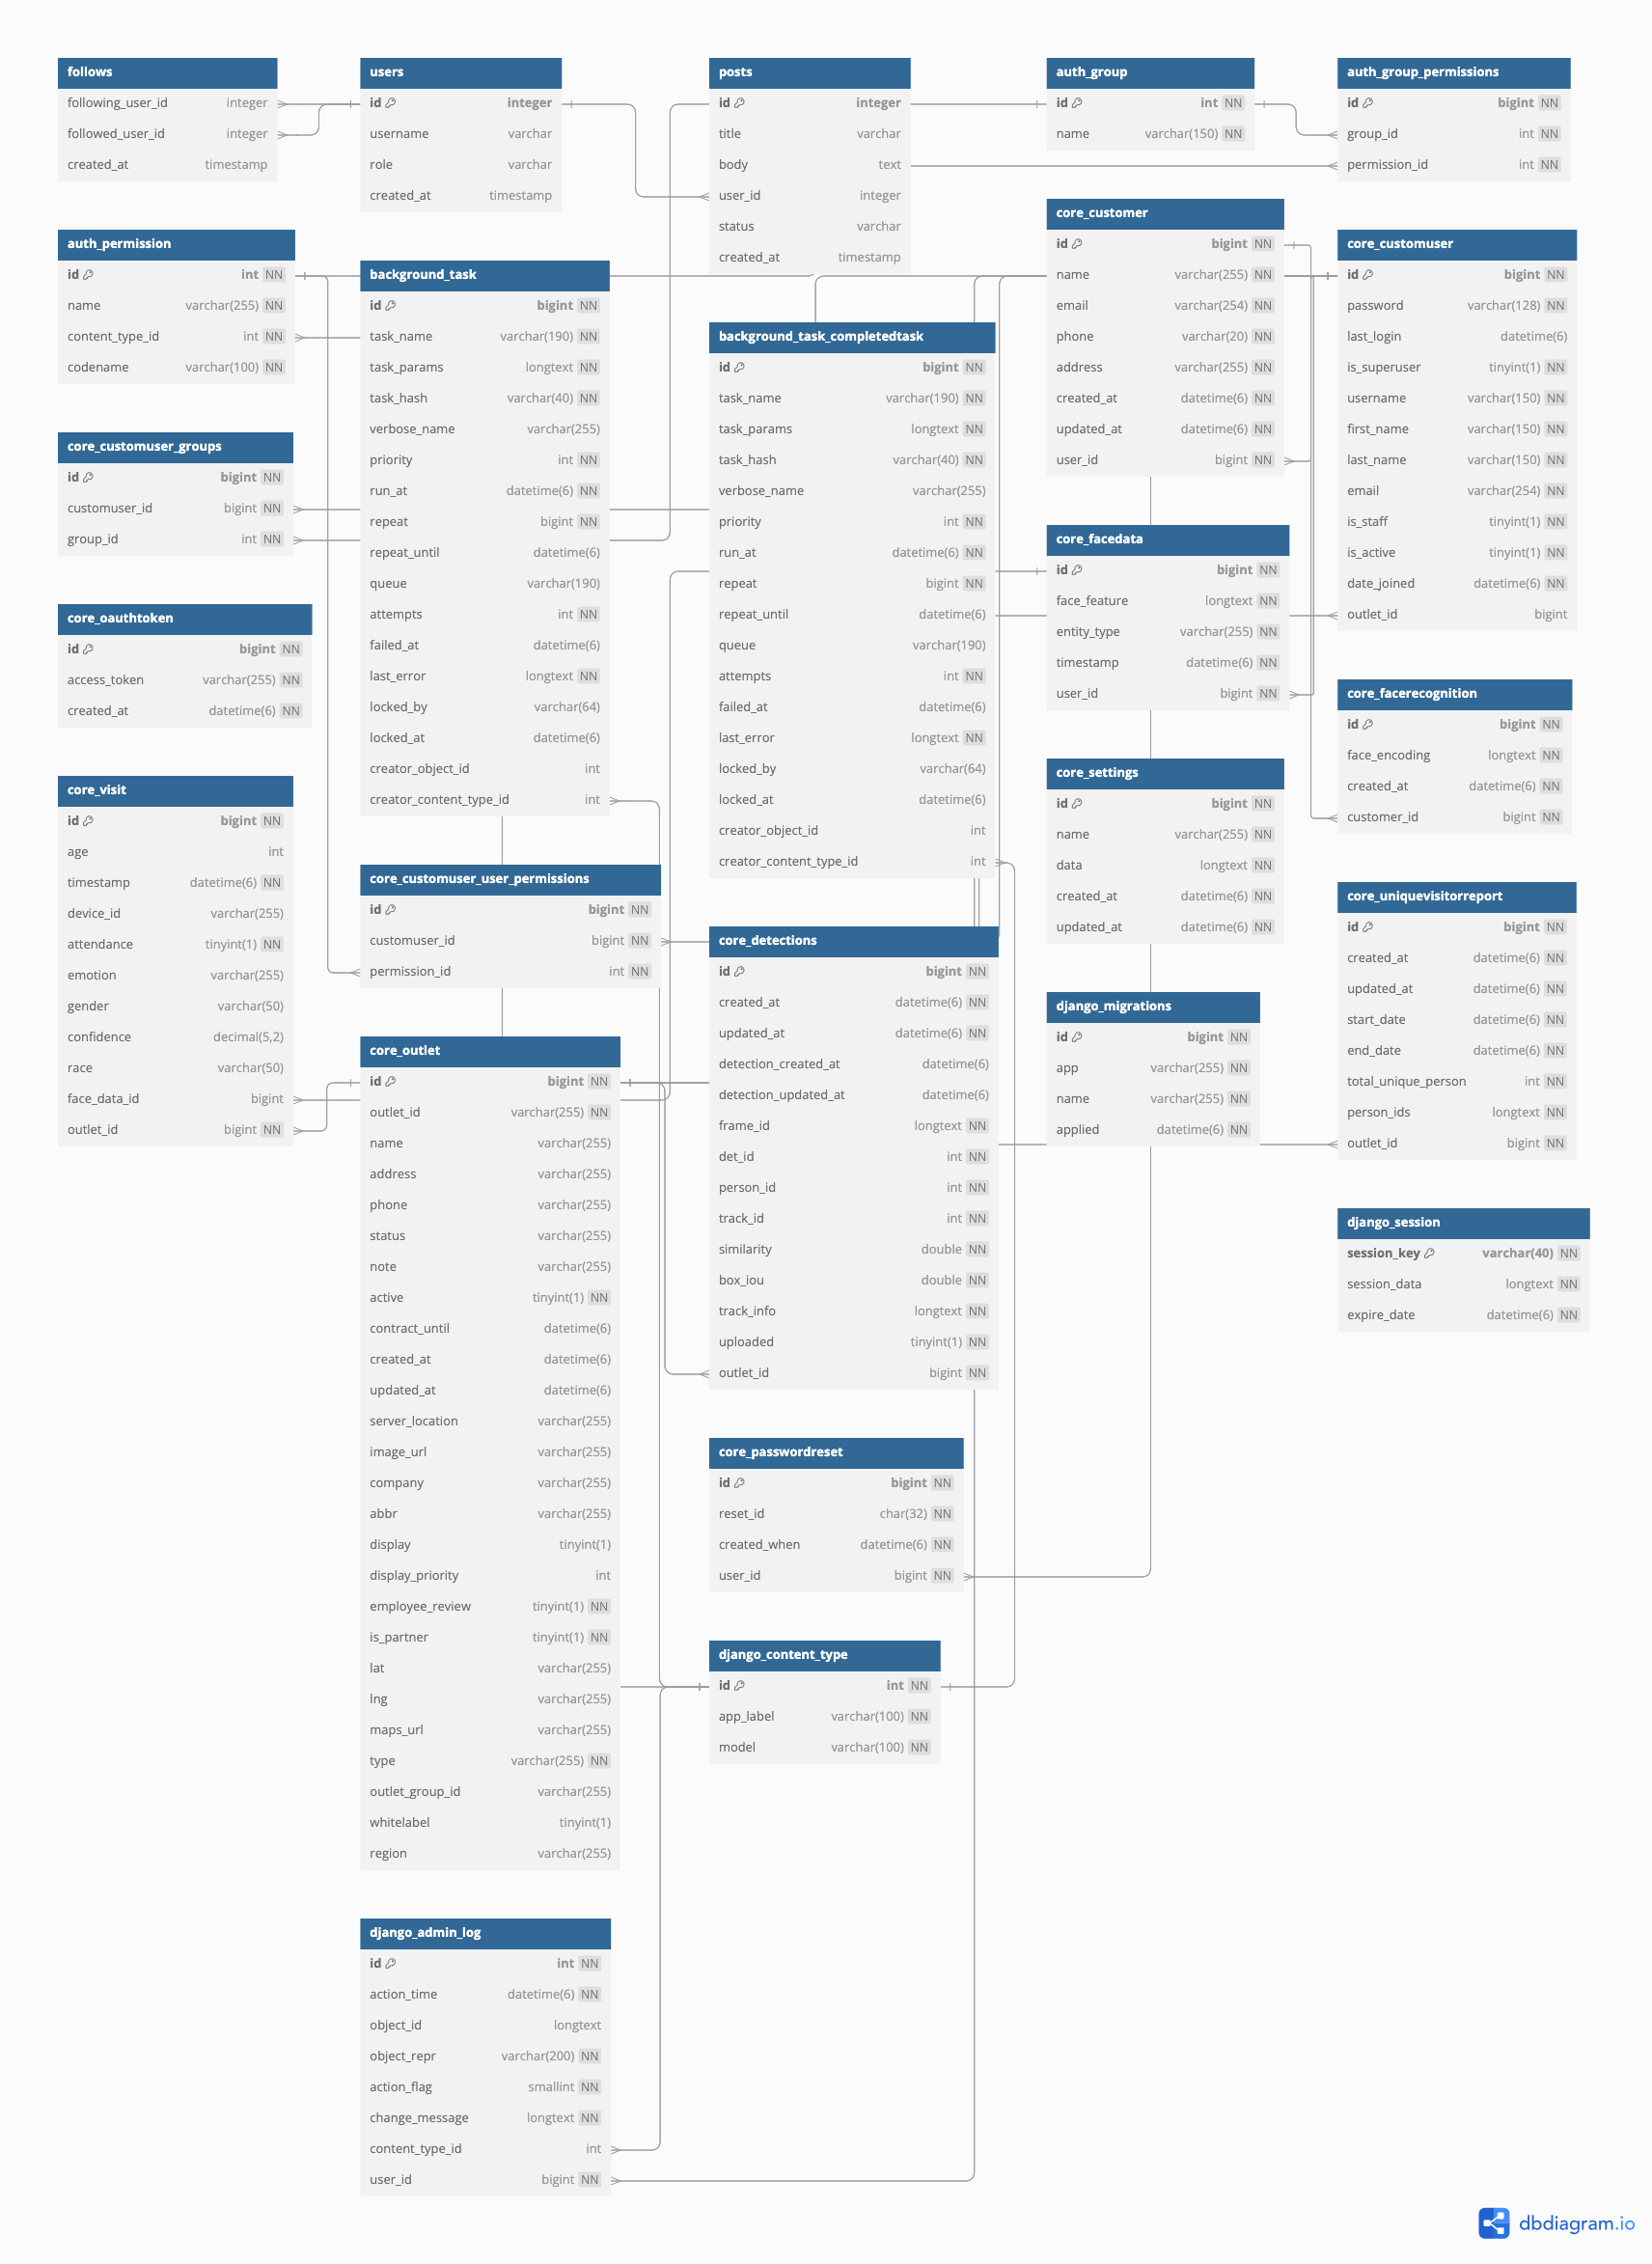 follows
following_user_id integer
followed_user_id integer
created_at timestamp
users
id integer
username varchar
role varchar
created_at timestamp
posts
id integer
title varchar
body text
user_id integer
status varchar
created_at timestamp
auth_group
id int NN
name varchar(150) NN
auth_group_permissions
id bigint NN
group_id int NN
permission_id int NN
auth_permission
id int NN
name varchar(255) NN
content_type_id int NN
codename varchar(100) NN
background_task
id bigint NN
task_name varchar(190) NN
task_params longtext NN
task_hash varchar(40) NN
verbose_name varchar(255)
priority int NN
run_at datetime(6) NN
repeat bigint NN
repeat_until datetime(6)
queue varchar(190)
attempts int NN
failed_at datetime(6)
last_error longtext NN
locked_by varchar(64)
locked_at datetime(6)
creator_object_id int
creator_content_type_id int
background_task_completedtask
id bigint NN
task_name varchar(190) NN
task_params longtext NN
task_hash varchar(40) NN
verbose_name varchar(255)
priority int NN
run_at datetime(6) NN
repeat bigint NN
repeat_until datetime(6)
queue varchar(190)
attempts int NN
failed_at datetime(6)
last_error longtext NN
locked_by varchar(64)
locked_at datetime(6)
creator_object_id int
creator_content_type_id int
core_customer
id bigint NN
name varchar(255) NN
email varchar(254) NN
phone varchar(20) NN
address varchar(255) NN
created_at datetime(6) NN
updated_at datetime(6) NN
user_id bigint NN
core_customuser
id bigint NN
password varchar(128) NN
last_login datetime(6)
is_superuser tinyint(1) NN
username varchar(150) NN
first_name varchar(150) NN
last_name varchar(150) NN
email varchar(254) NN
is_staff tinyint(1) NN
is_active tinyint(1) NN
date_joined datetime(6) NN
outlet_id bigint
core_customuser_groups
id bigint NN
customuser_id bigint NN
group_id int NN
core_facedata
id bigint NN
face_feature longtext NN
entity_type varchar(255) NN
timestamp datetime(6) NN
user_id bigint NN
core_oauthtoken
id bigint NN
access_token varchar(255) NN
created_at datetime(6) NN
core_facerecognition
id bigint NN
face_encoding longtext NN
created_at datetime(6) NN
customer_id bigint NN
core_visit
id bigint NN
age int
timestamp datetime(6) NN
device_id varchar(255)
attendance tinyint(1) NN
emotion varchar(255)
gender varchar(50)
confidence decimal(5,2)
race varchar(50)
face_data_id bigint
outlet_id bigint NN
core_settings
id bigint NN
name varchar(255) NN
data longtext NN
created_at datetime(6) NN
updated_at datetime(6) NN
core_customuser_user_permissions
id bigint NN
customuser_id bigint NN
permission_id int NN
core_uniquevisitorreport
id bigint NN
created_at datetime(6) NN
updated_at datetime(6) NN
start_date datetime(6) NN
end_date datetime(6) NN
total_unique_person int NN
person_ids longtext NN
outlet_id bigint NN
core_detections
id bigint NN
created_at datetime(6) NN
updated_at datetime(6) NN
detection_created_at datetime(6)
detection_updated_at datetime(6)
frame_id longtext NN
det_id int NN
person_id int NN
track_id int NN
similarity double NN
box_iou double NN
track_info longtext NN
uploaded tinyint(1) NN
outlet_id bigint NN
django_migrations
id bigint NN
app varchar(255) NN
name varchar(255) NN
applied datetime(6) NN
core_outlet
id bigint NN
outlet_id varchar(255) NN
name varchar(255)
address varchar(255)
phone varchar(255)
status varchar(255)
note varchar(255)
active tinyint(1) NN
contract_until datetime(6)
created_at datetime(6)
updated_at datetime(6)
server_location varchar(255)
image_url varchar(255)
company varchar(255)
abbr varchar(255)
display tinyint(1)
display_priority int
employee_review tinyint(1) NN
is_partner tinyint(1) NN
lat varchar(255)
lng varchar(255)
maps_url varchar(255)
type varchar(255) NN
outlet_group_id varchar(255)
whitelabel tinyint(1)
region varchar(255)
django_session
session_key varchar(40) NN
session_data longtext NN
expire_date datetime(6) NN
core_passwordreset
id bigint NN
reset_id char(32) NN
created_when datetime(6) NN
user_id bigint NN
django_content_type
id int NN
app_label varchar(100) NN
model varchar(100) NN
django_admin_log
id int NN
action_time datetime(6) NN
object_id longtext
object_repr varchar(200) NN
action_flag smallint NN
change_message longtext NN
content_type_id int
user_id bigint NN
dbdiagram.io